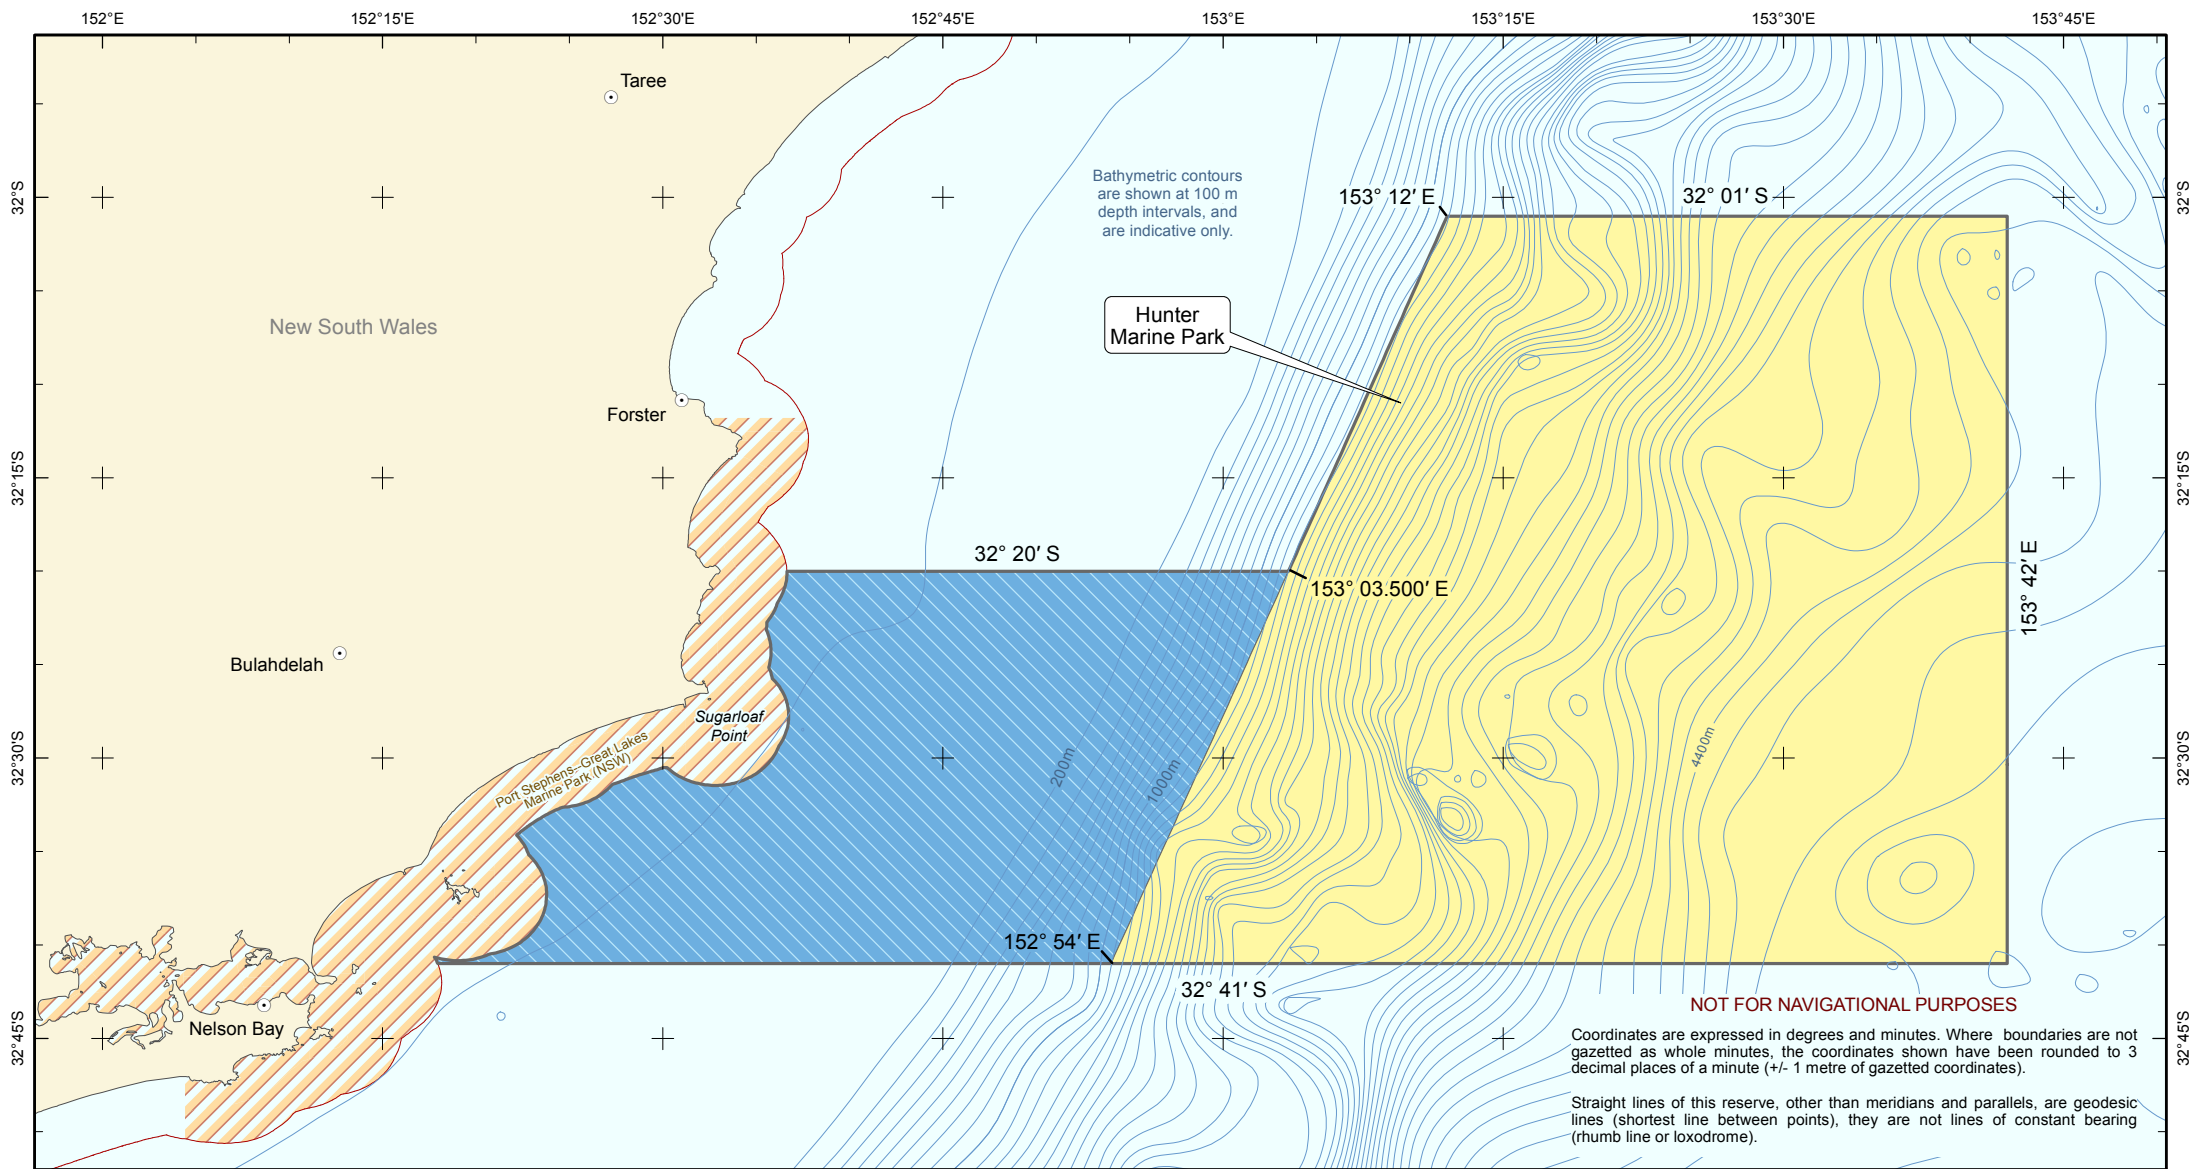 152°E
152°15'E
152°30'E
152°45'E
153°E
153°15'E
153°30'E
153°45'E
Taree
32°S
32°S
Bathymetric contours
are shown at 100 m
depth intervals, and
are indicative only.
153° 12' E
32° 01' S
New South Wales
Hunter
Marine Park
Forster
32°15'S
32°15'S
32° 20' S
153° 03.500' E
153° 42' E
Bulahdelah
Sugarloaf
Point
Port Stephens–Great Lakes
Marine Park (NSW)
200m
1000m
4400m
32°30'S
32°30'S
152° 54' E
32° 41' S
Nelson Bay
32°45'S
32°45'S
NOT FOR NAVIGATIONAL PURPOSES
Coordinates are expressed in degrees and minutes. Where boundaries are not
gazetted as whole minutes, the coordinates shown have been rounded to 3
decimal places of a minute (+/- 1 metre of gazetted coordinates).
Straight lines of this reserve, other than meridians and parallels, are geodesic
lines (shortest line between points), they are not lines of constant bearing
(rhumb line or loxodrome).